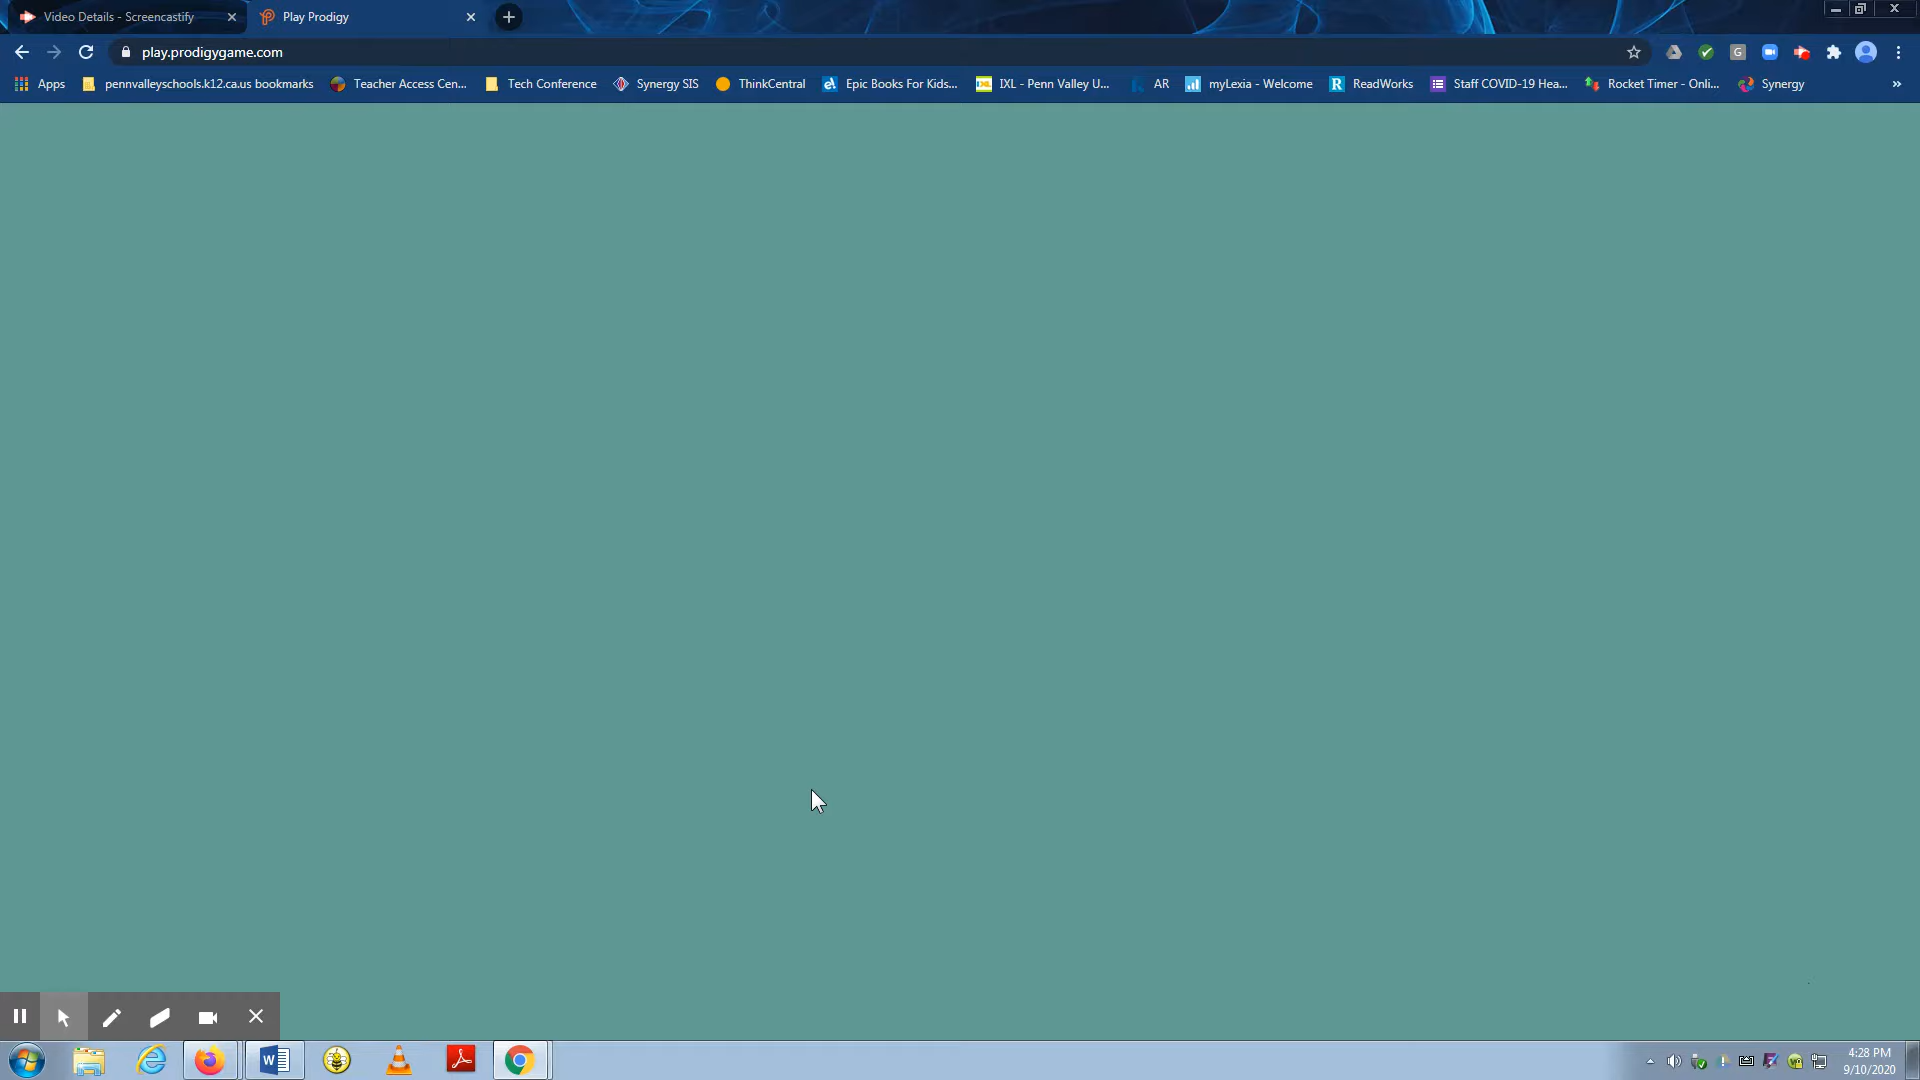 Video Details - Screencastify
Play Prodigy
play.prodigygame.com
Apps
pennvalleyschools.k12.ca.us bookmarks
Teacher Access Cen...
Tech Conference
Synergy SIS
ThinkCentral
Epic Books For Kids...
IXL - Penn Valley U...
AR
myLexia - Welcome
ReadWorks
Staff COVID-19 Hea...
Rocket Timer - Onli...
Synergy
4:28 PM
9/10/2020